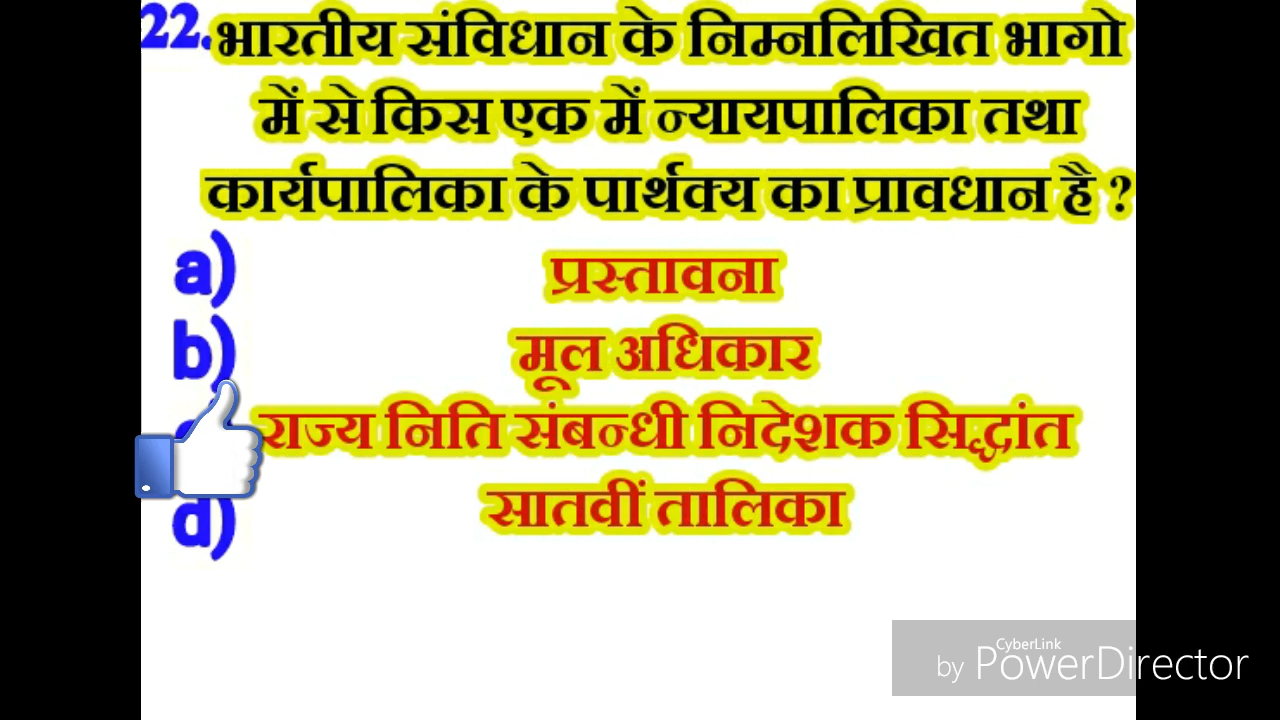 22. भारतीय संविधान के निम्नलिखित भागो
में से किस एक में न्यायपालिका तथा
कार्यपालिका के पार्थक्य का प्रावधान है ?
a) प्रस्तावना
b) मूल अधिकार
राज्य निति संबन्धी निदेशक सिद्धांत
d) सातवीं तालिका
CyberLink
by PowerDirector